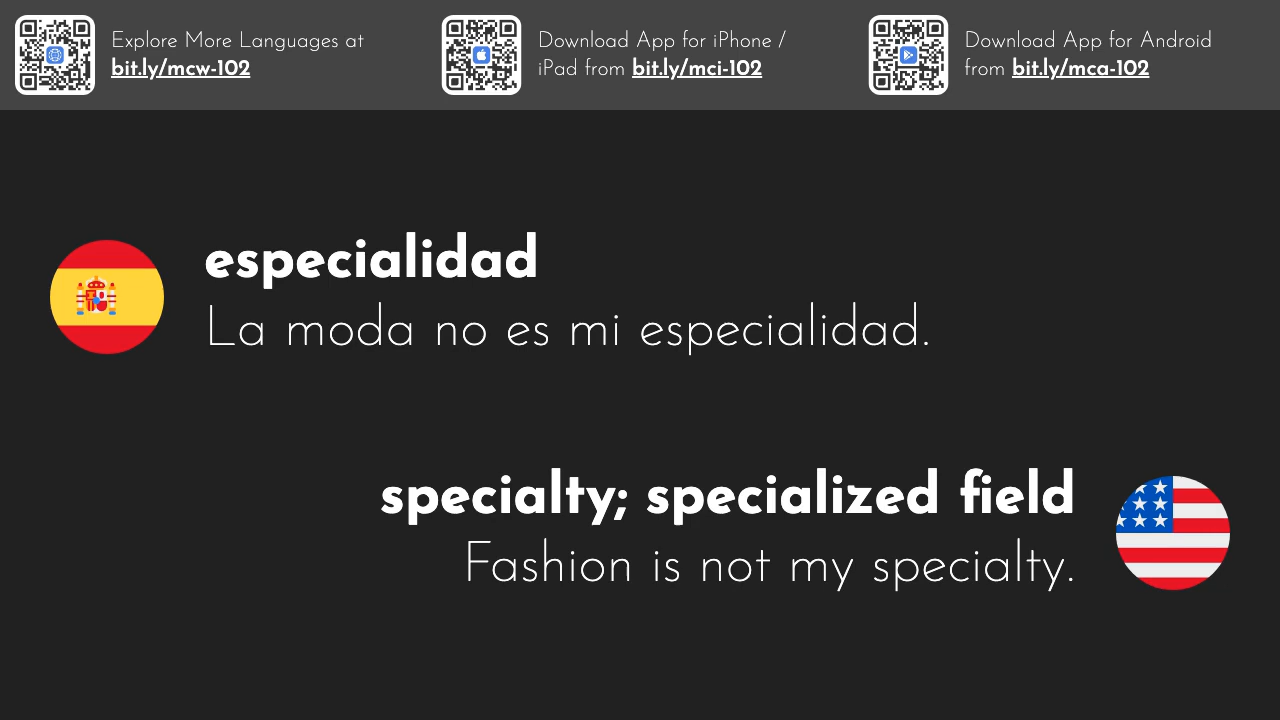 Explore More Languages at
bit.ly/mcw-102
Download App for iPhone /
iPad from bit.ly/mci-102
Download App for Android
from bit.ly/mca-102
especialidad
La moda no es mi especialidad.
specialty; specialized field
Fashion is not my specialty.